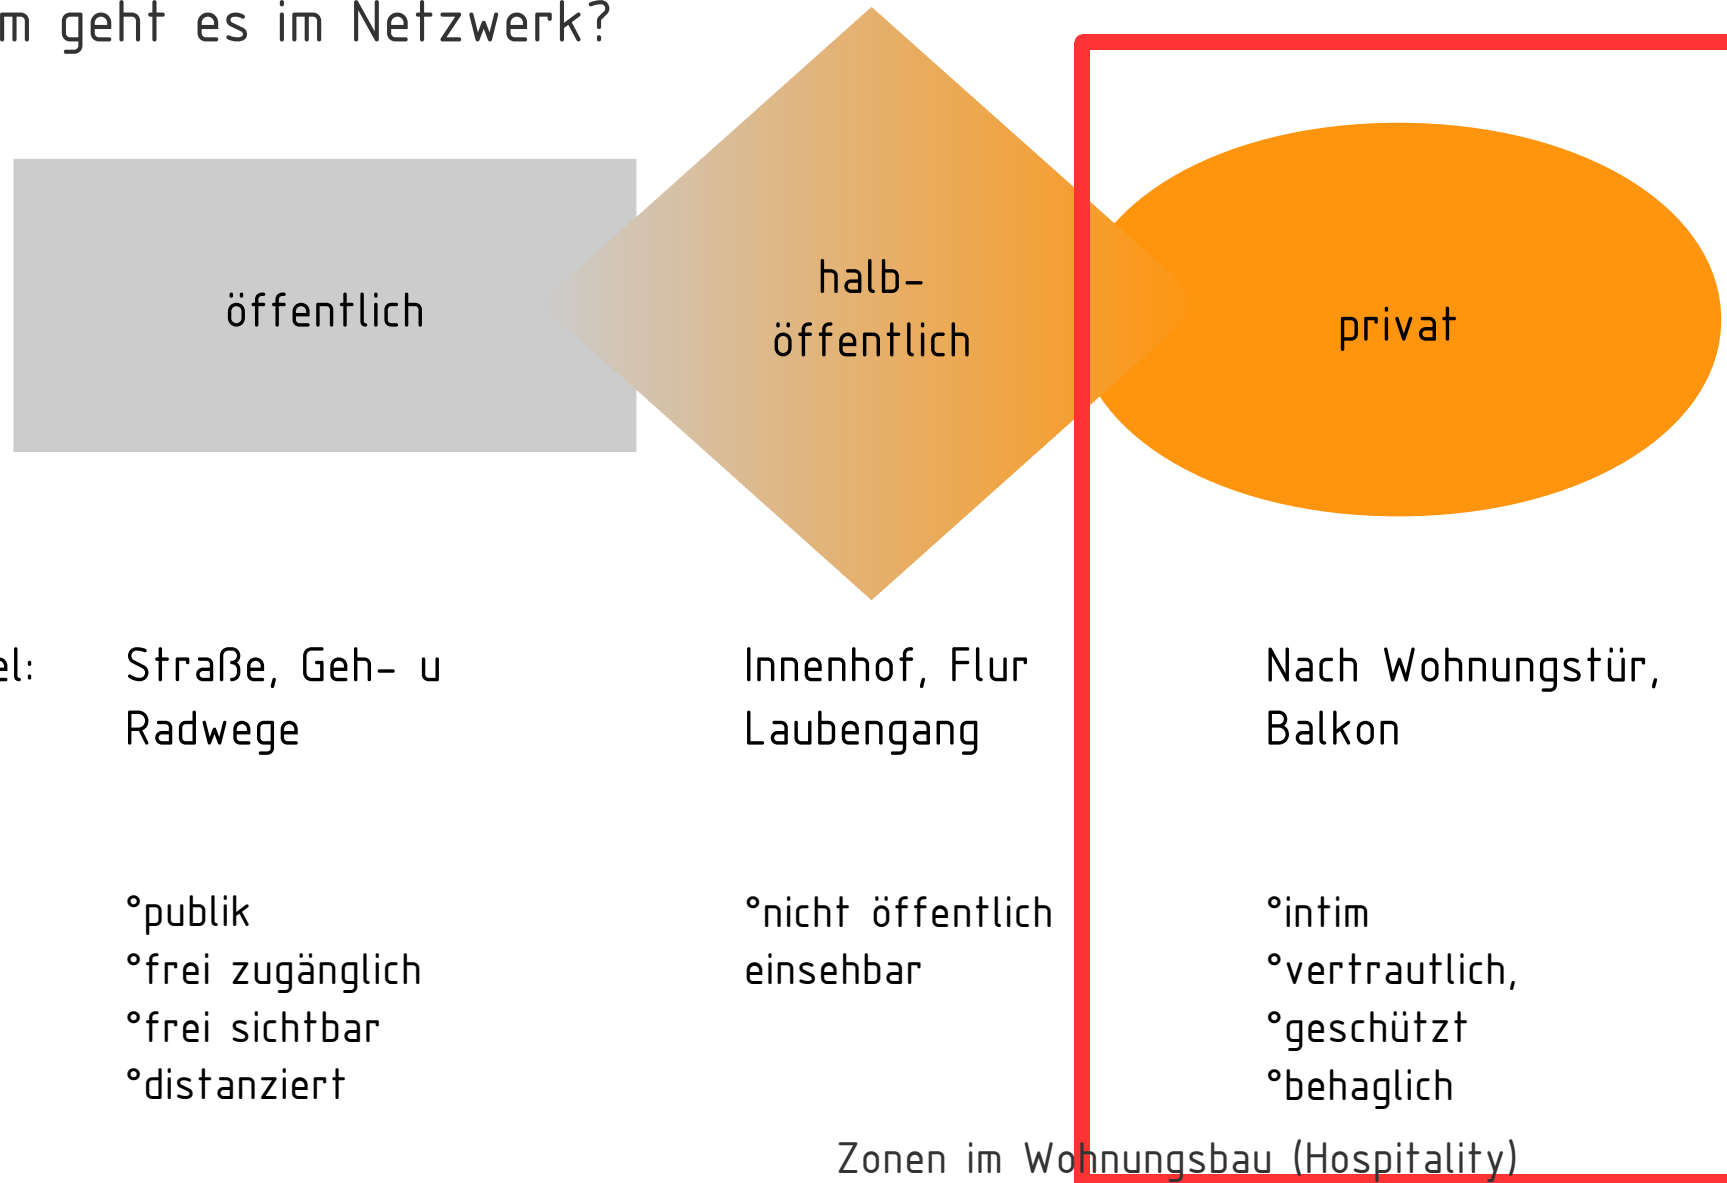 m geht es im Netzwerk?
öffentlich
halb-
öffentlich
privat
el:
Straße, Geh- u
Radwege
Innenhof, Flur
Laubengang
Nach Wohnungstür,
Balkon
°publik
°frei zugänglich
°frei sichtbar
°distanziert
°nicht öffentlich
einsehbar
°intim
°vertrautlich,
°geschützt
°behaglich
Zonen im Wohnungsbau (Hospitality)